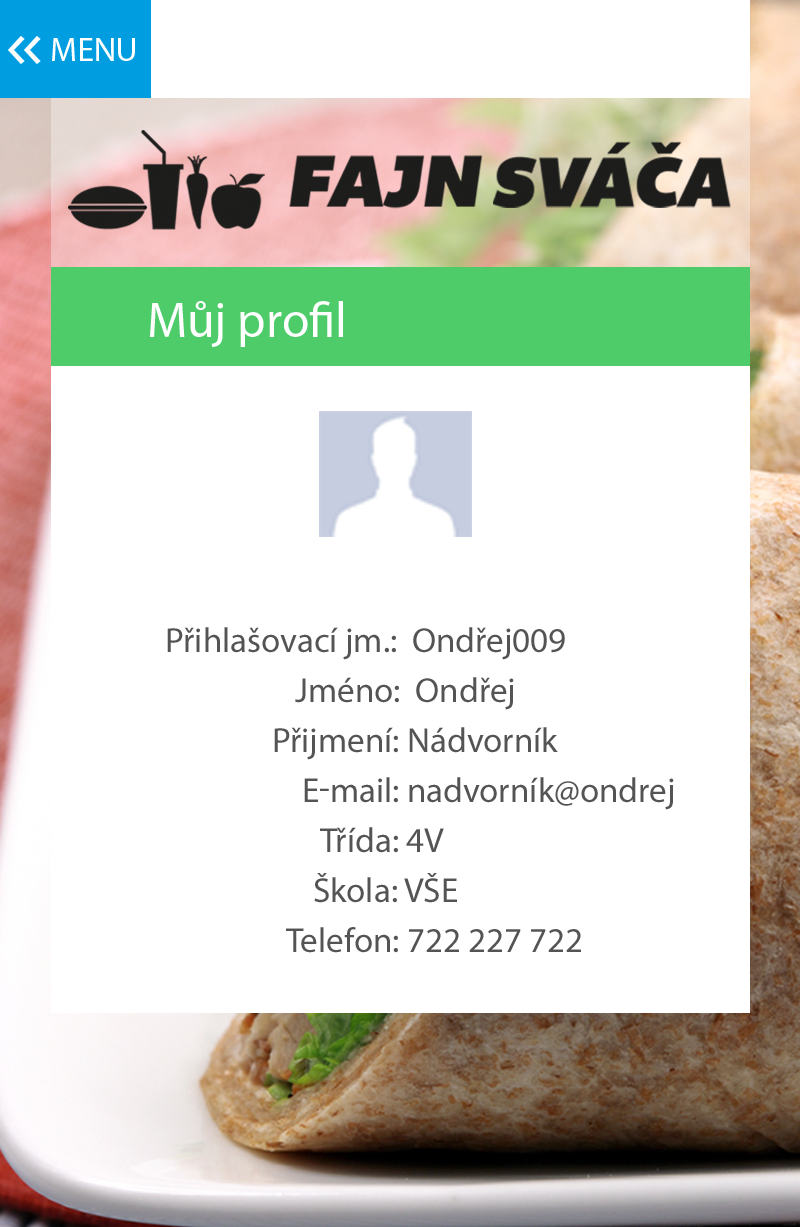 MENU
FAJN SVÁČA
Můj profil
Přihlašovací jm.: Ondřej009
Jméno: Ondřej
Přijmení: Nádvorník
E-mail: nadvorník@ondrej
Třída: 4V
Škola: VŠE
Telefon: 722 227 722